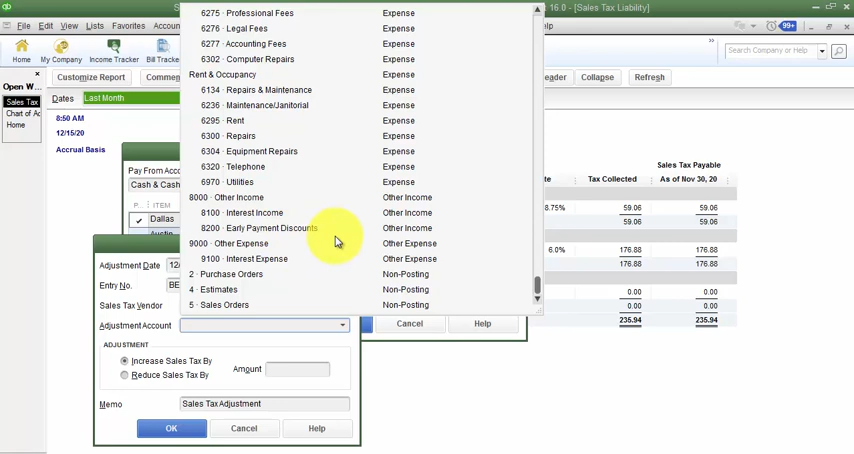 S
16.0 - [Sales Tax Liability]
File Edit View Lists Favorites Accoun
lp
99+
Home
My Company
Income Tracker
Bill Tracke
Search Company or Help
Open W...
Sales Tax
Chart of Ac
Home
Customize Report
Commen
eader
Collapse
Refresh
Dates
Last Month
8:50 AM
12/15/20
Accrual Basis
6275 · Professional Fees Expense
6276 · Legal Fees Expense
6277 · Accounting Fees Expense
6302 · Computer Repairs Expense
Rent & Occupancy Expense
6134 · Repairs & Maintenance Expense
6236 · Maintenance/Janitorial Expense
6295 · Rent Expense
6300 · Repairs Expense
6304 · Equipment Repairs Expense
6320 · Telephone Expense
6970 · Utilities Expense
8000 · Other Income Other Income
8100 · Interest Income Other Income
8200 · Early Payment Discounts Other Income
9000 · Other Expense Other Expense
9100 · Interest Expense Other Expense
2 · Purchase Orders Non-Posting
4 · Estimates Non-Posting
5 · Sales Orders Non-Posting
Sales Tax Payable
te Tax Collected As of Nov 30, 20
8.75% 59.06 59.06
59.06 59.06
6.0% 176.88 176.88
176.88 176.88
0.00 0.00
0.00 0.00
235.94 235.94
Pay From Acco
Cash & Cash
P... ITEM
Dallas
Austin
Cancel
Help
Adjustment Date 12/
Entry No. BE
Sales Tax Vendor
Adjustment Account
ADJUSTMENT
Increase Sales Tax By
Reduce Sales Tax By
Amount
Memo Sales Tax Adjustment
OK
Cancel
Help